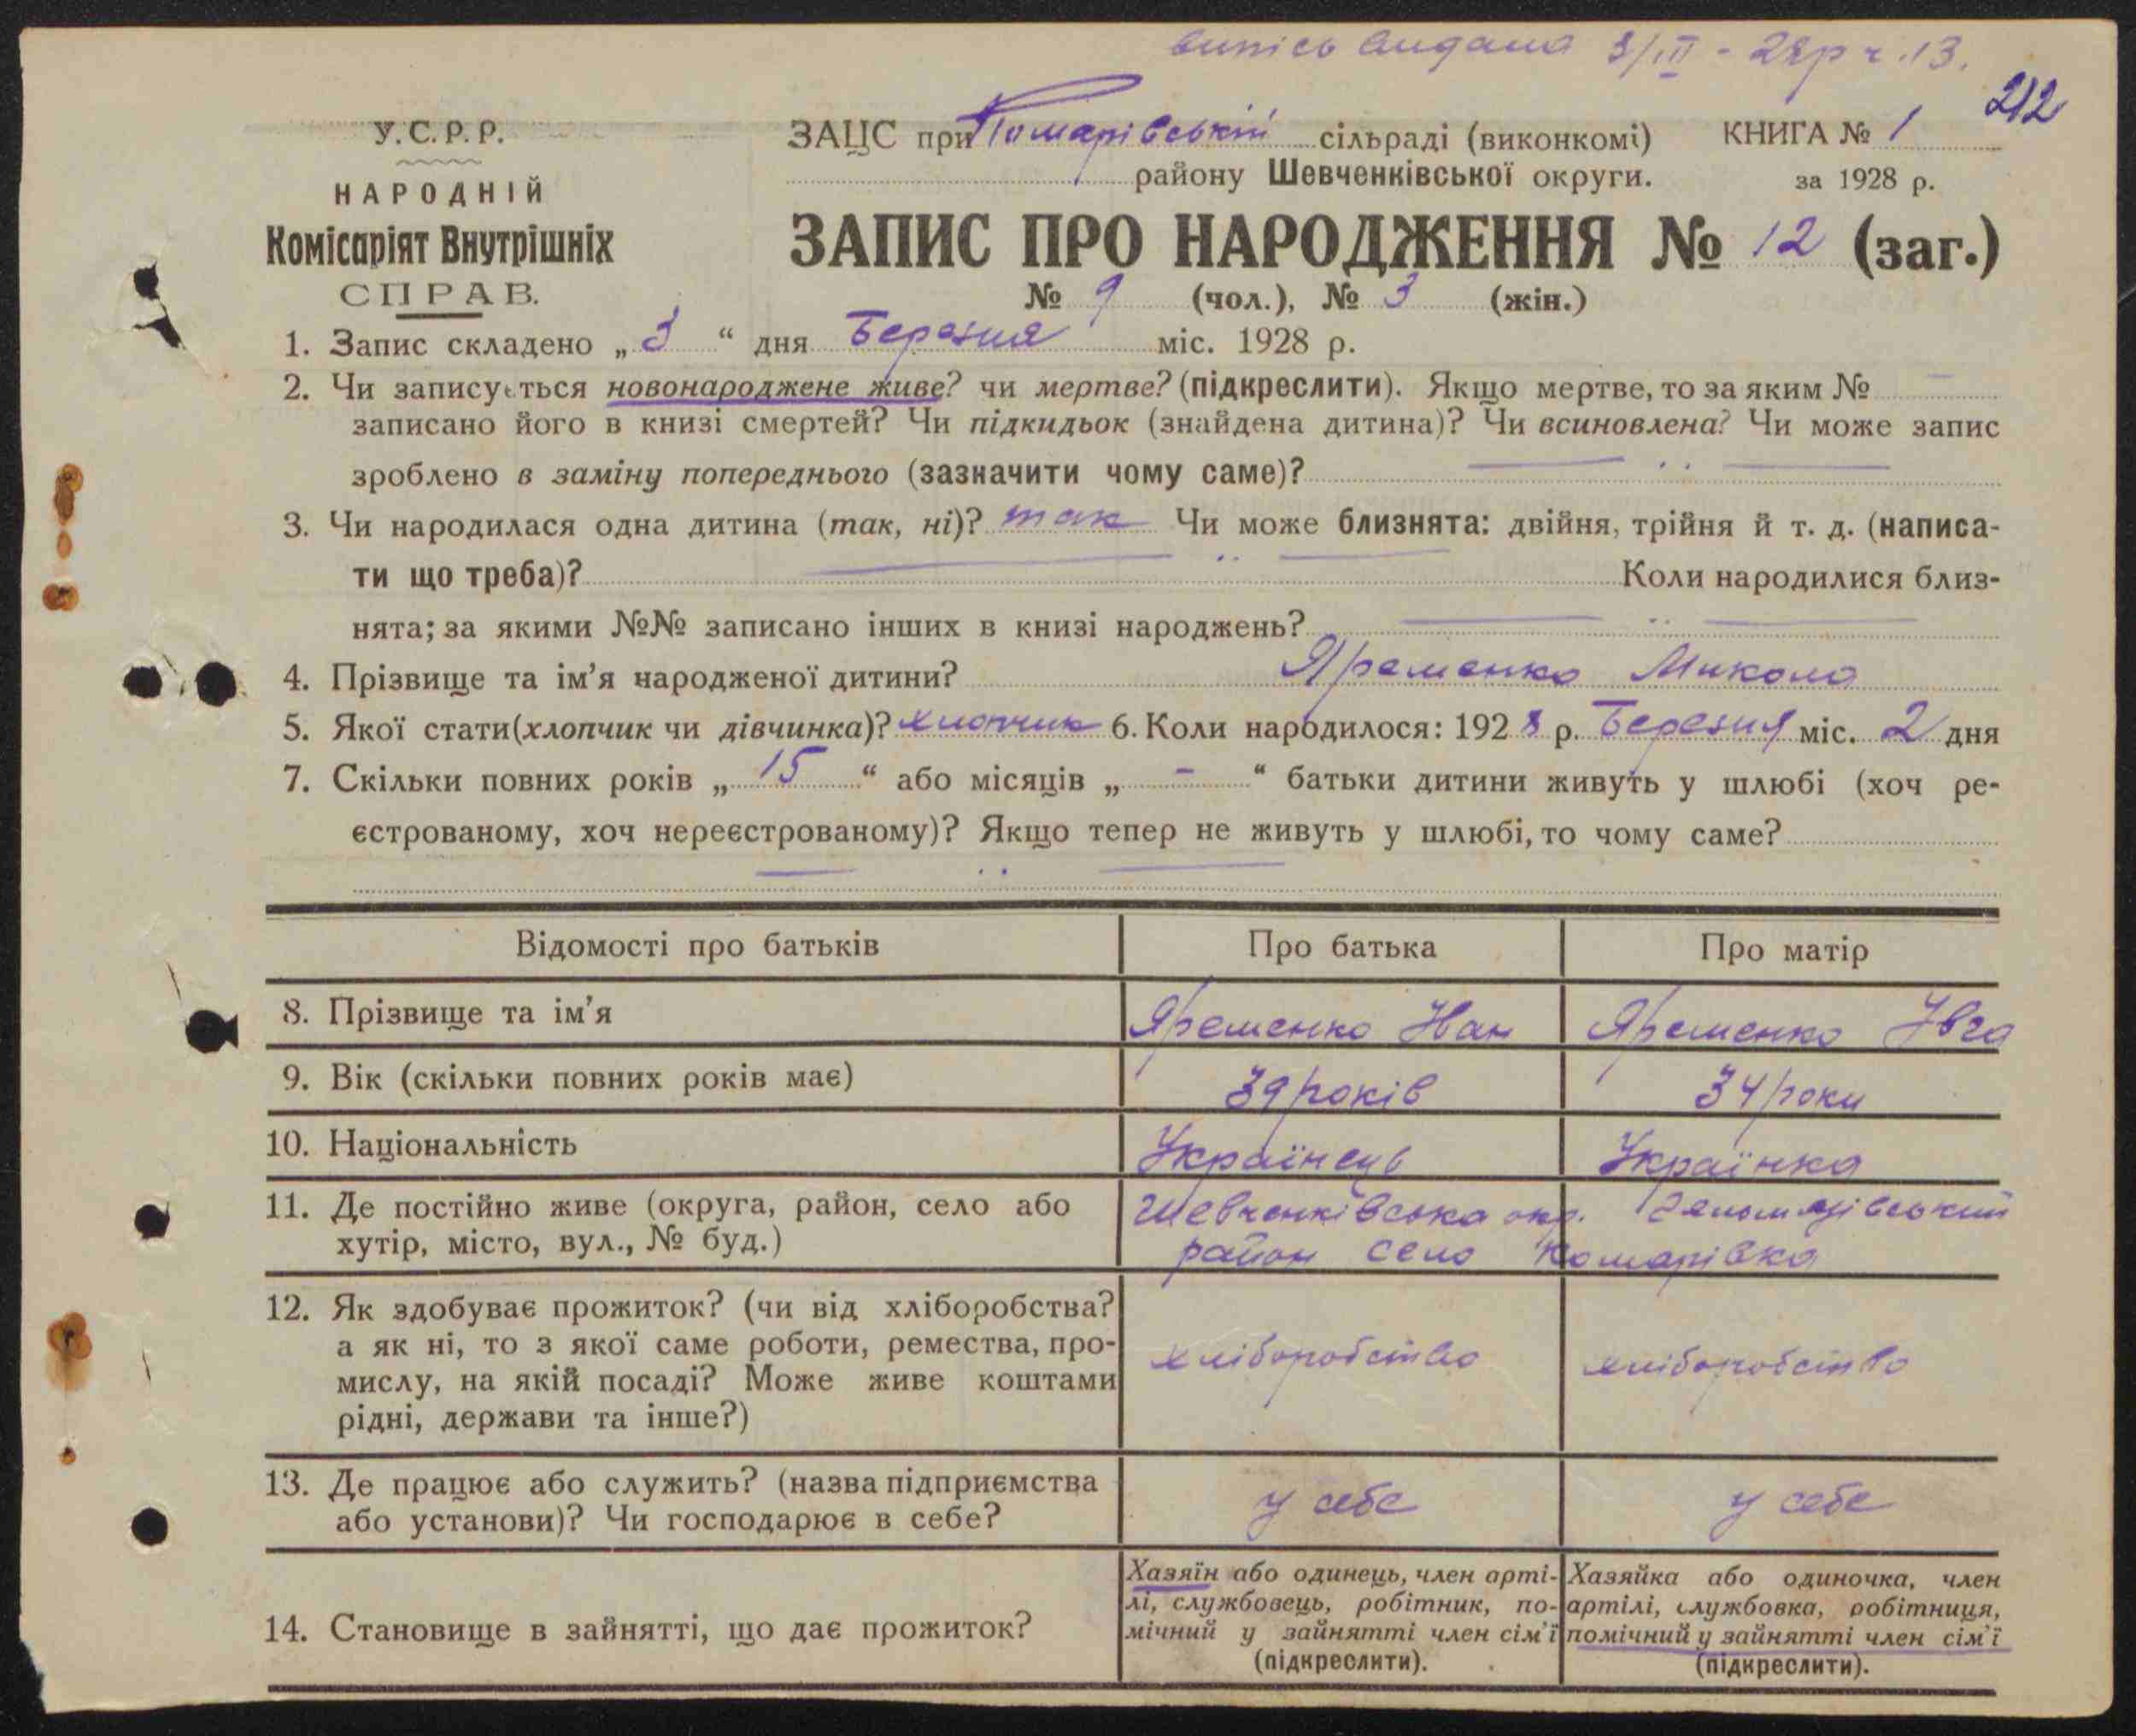 випись видана 3/III - 28р ч. 13.
212
У.С.Р.Р.
НАРОДНІЙ
Комісаріят Внутрішніх
СПРАВ.
ЗАЦС при Комарівській сільраді (виконкомі) КНИГА № 1
району Шевченківської округи. за 1928 р.
ЗАПИС ПРО НАРОДЖЕННЯ № 12 (заг.)
№ 9 (чол.), № 3 (жін.)
1. Запис складено „ 3 “ дня Березня міс. 1928 р.
2. Чи записується новонароджене живе? чи мертве? (підкреслити). Якщо мертве, то за яким № -
записано його в книзі смертей? Чи підкидьок (знайдена дитина)? Чи всиновлена? Чи може запис
зроблено в заміну попереднього (зазначити чому саме)?
3. Чи народилася одна дитина (так, ні)? так Чи може близнята: двійня, трійня й т. д. (написа-
ти що треба)? Коли народилися близ-
нята; за якими №№ записано інших в книзі народжень?
4. Прізвище та ім’я народженої дитини? Яременко Микола
5. Якої стати (хлопчик чи дівчинка)? хлопчик 6. Коли народилося: 1928 р. Березня міс. 2 дня
7. Скільки повних років „ 15 “ або місяців „ - “ батьки дитини живуть у шлюбі (хоч ре-
єстрованому, хоч нереєстрованому)? Якщо тепер не живуть у шлюбі, то чому саме?
Відомості про батьків Про батька Про матір
8. Прізвище та ім’я Яременко Іван Яременко Івга
9. Вік (скільки повних років має) 39 років 34 роки
10. Національність Українець Українка
11. Де постійно живе (округа, район, село або
хутір, місто, вул., № буд.)
Шевченківська окр.
район село Комарівка
12. Як здобуває прожиток? (чи від хліборобства?
а як ні, то з якої саме роботи, ремества, про-
мислу, на якій посаді? Може живе коштами
рідні, держави та інше?)
хліборобство хліборобство
13. Де працює або служить? (назва підприємства
або установи)? Чи господарює в себе?
у себе у себе
14. Становище в зайнятті, що дає прожиток?
Хазяїн або одинець, член арті-
лі, службовець, робітник, по-
мічний у зайнятті член сім’ї
(підкреслити).
Хазяйка або одиночка, член
артілі, службовка, робітниця,
помічний у зайнятті член сім’ї
(підкреслити).